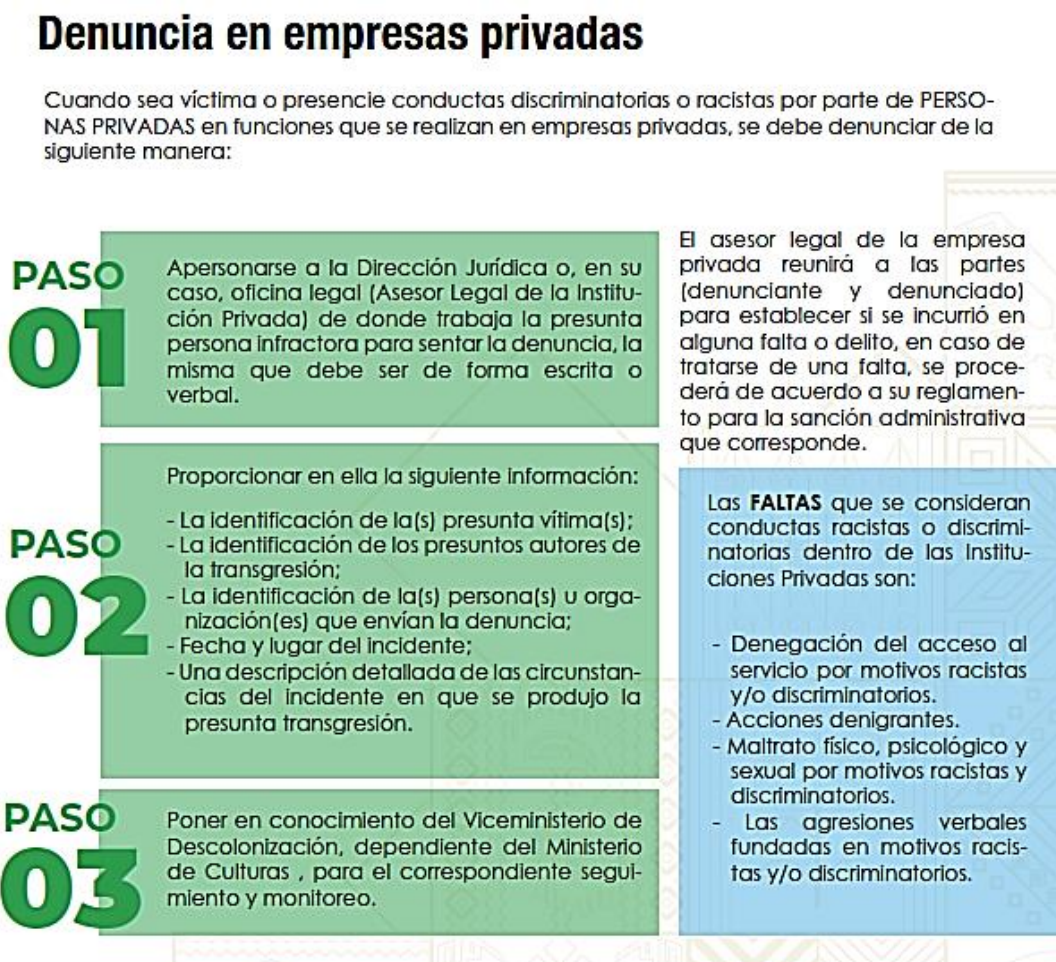 Denuncia en empresas privadas
Cuando sea víctima o presencie conductas discriminatorias o racistas por parte de PERSO-
NAS PRIVADAS en funciones que se realizan en empresas privadas, se debe denunciar de la
siguiente manera:
PASO
01
Apersonarse a la Dirección Jurídica o, en su
caso, oficina legal (Asesor Legal de la Institu-
ción Privada) de donde trabaja la presunta
persona infractora para sentar la denuncia, la
misma que debe ser de forma escrita o
verbal.
PASO
02
Proporcionar en ella la siguiente información:
- La identificación de la(s) presunta vítima(s);
- La identificación de los presuntos autores de
la transgresión;
- La identificación de la(s) persona(s) u orga-
nización(es) que envían la denuncia;
- Fecha y lugar del incidente;
- Una descripción detallada de las circunstan-
cias del incidente en que se produjo la
presunta transgresión.
PASO
03
Poner en conocimiento del Viceministerio de
Descolonización, dependiente del Ministerio
de Culturas , para el correspondiente segui-
miento y monitoreo.
El asesor legal de la empresa
privada reunirá a las partes
(denunciante y denunciado)
para establecer si se incurrió en
alguna falta o delito, en caso de
tratarse de una falta, se proce-
derá de acuerdo a su reglamen-
to para la sanción administrativa
que corresponde.
Las FALTAS que se consideran
conductas racistas o discrimi-
natorias dentro de las Institu-
ciones Privadas son:
- Denegación del acceso al
servicio por motivos racistas
y/o discriminatorios.
- Acciones denigrantes.
- Maltrato físico, psicológico y
sexual por motivos racistas y
discriminatorios.
- Las agresiones verbales
fundadas en motivos racis-
tas y/o discriminatorios.